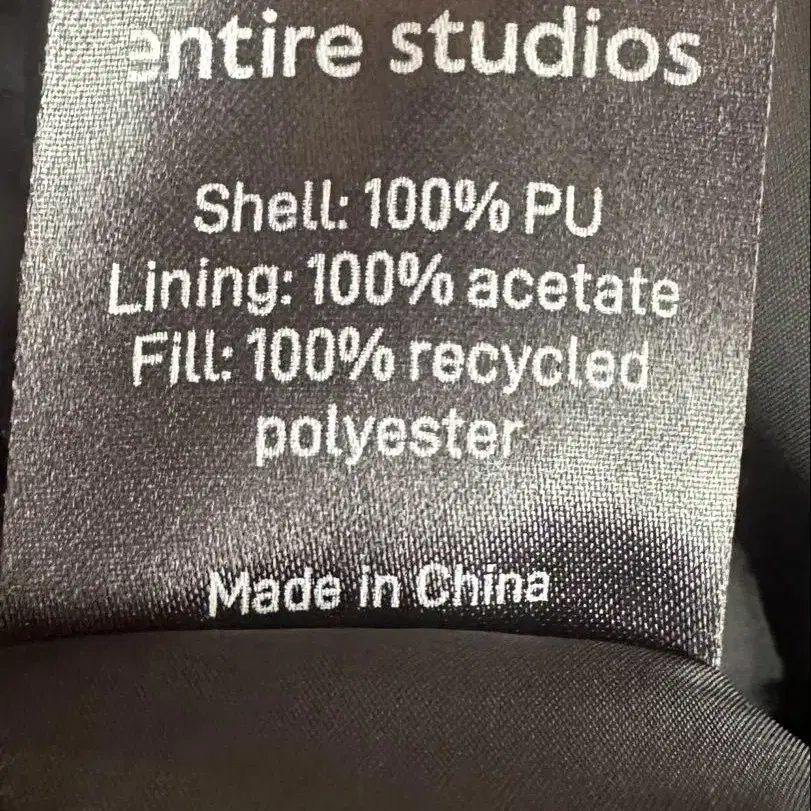 entire studios
Shell: 100% PU
Lining: 100% acetate
Fill: 100% recycled
polyester
Made in China